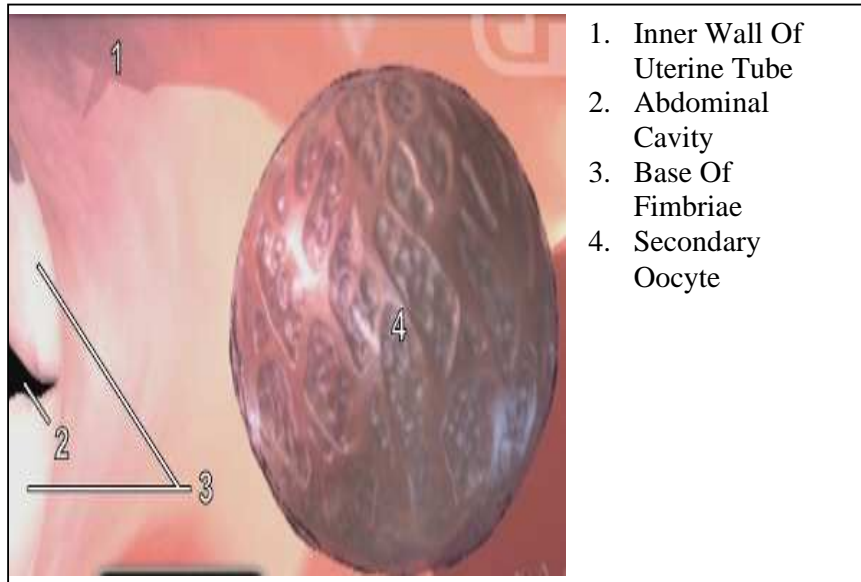 1
2
3
4
1. Inner Wall Of
Uterine Tube
2. Abdominal
Cavity
3. Base Of
Fimbriae
4. Secondary
Oocyte